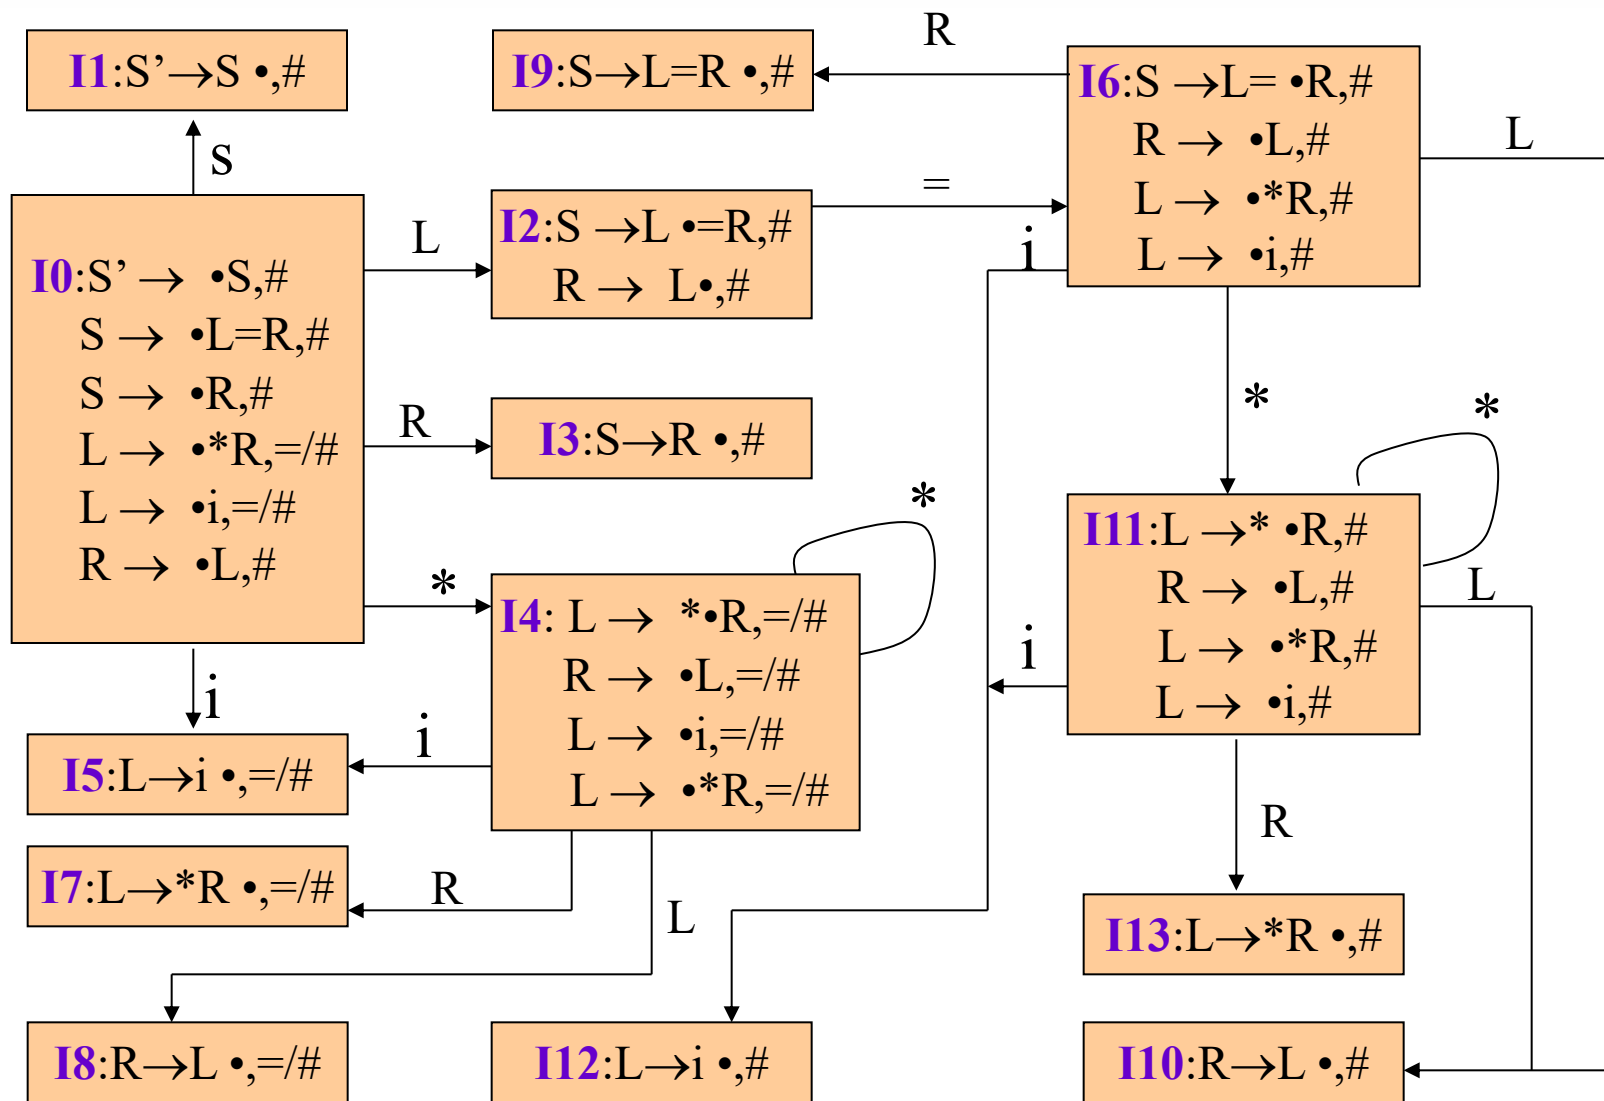 I1:S’→S •,#
s
I0:S’→ •S,#
S → •L=R,#
S → •R,#
L → •*R,=/#
L → •i,=/#
R → •L,#
L
R
*
i
I9:S→L=R •,#
R
I2:S →L •=R,#
R → L•,#
=
I3:S→R •,#
I6:S →L= •R,#
R → •L,#
L → •*R,#
L → •i,#
L
i
*
*
I4: L → *•R,=/#
R → •L,=/#
L → •i,=/#
L → •*R,=/#
*
I11:L →* •R,#
R → •L,#
L → •*R,#
L → •i,#
L
i
R
i
I5:L→i •,=/#
I7:L→*R •,=/#
R
L
I13:L→*R •,#
I8:R→L •,=/#
I12:L→i •,#
I10:R→L •,#